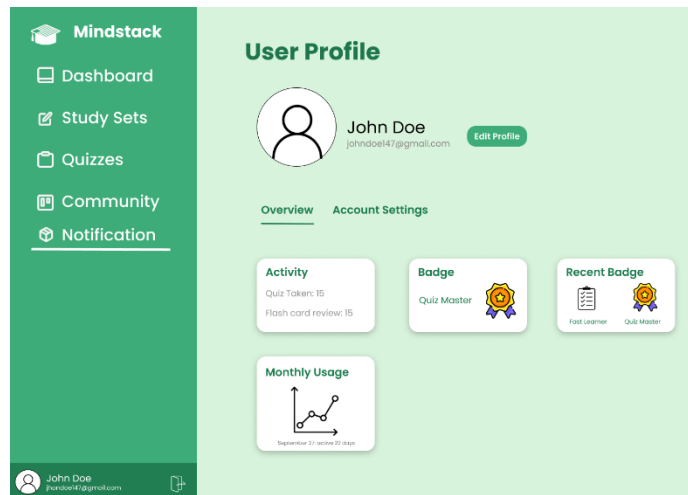 Mindstack
Dashboard
Study Sets
Quizzes
Community
Notification
John Doe
jhondoe147@gmail.com
User Profile
John Doe
johndoe147@gmail.com
Edit Profile
Overview
Account Settings
Activity
Quiz Taken: 15
Flash card review: 15
Badge
Quiz Master
Recent Badge
Fast Learner
Quiz Master
Monthly Usage
September 27: active 22 days